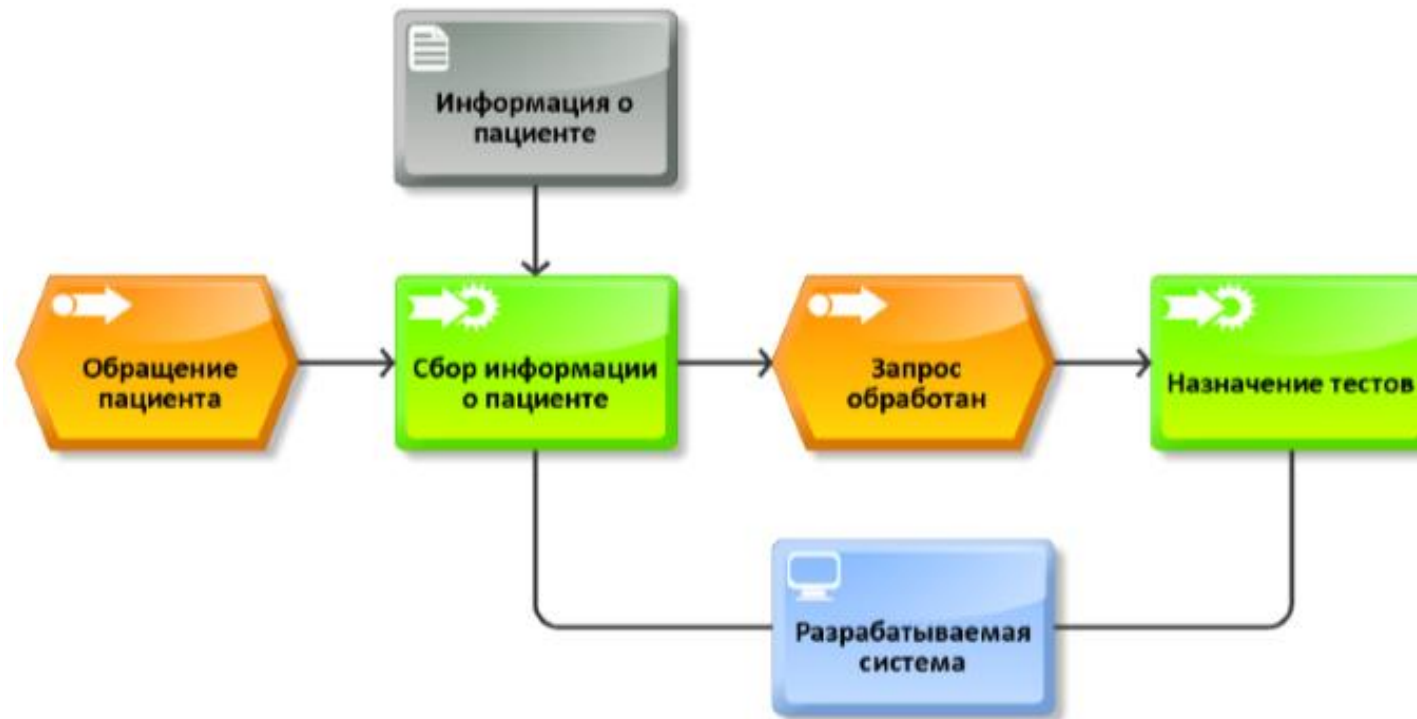 Информация о
пациенте
Обращение
пациента
Сбор информации
о пациенте
Запрос
обработан
Назначение тестов
Разрабатываемая
система